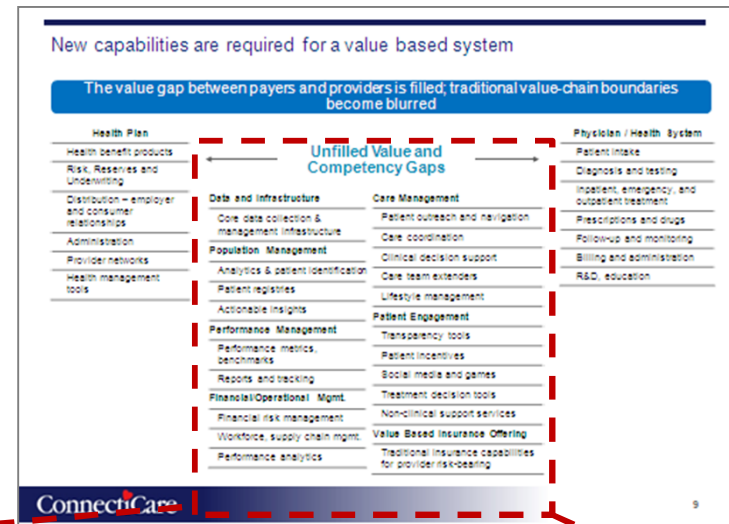 New capabilities are required for a value based system
The value gap between payers and providers is filled; traditional value-chain boundaries
become blurred
Health Plan
Health benefit products
Risk, Reserves and
Underwriting
Distribution – employer
and consumer
relationships
Administration
Provider networks
Health management
tools
Unfilled Value and
Competency Gaps
Data and Infrastructure
Core data collection &
management infrastructure
Population Management
Analytics & patient identification
Patient registries
Actionable insights
Performance Management
Performance metrics,
benchmarks
Reports and tracking
Financial/Operational Mgmt.
Financial risk management
Workforce, supply chain mgmt.
Performance analytics
Care Management
Patient outreach and navigation
Care coordination
Clinical decision support
Care team extenders
Lifestyle management
Patient Engagement
Transparency tools
Patient incentives
Social media and games
Treatment decision tools
Non-clinical support services
Value Based Insurance Offering
Traditional insurance capabilities
for provider risk-bearing
Physician / Health System
Patient intake
Diagnosis and testing
Inpatient, emergency, and
outpatient treatment
Prescriptions and drugs
Follow-up and monitoring
Billing and administration
R&D, education
ConnectiCare
9